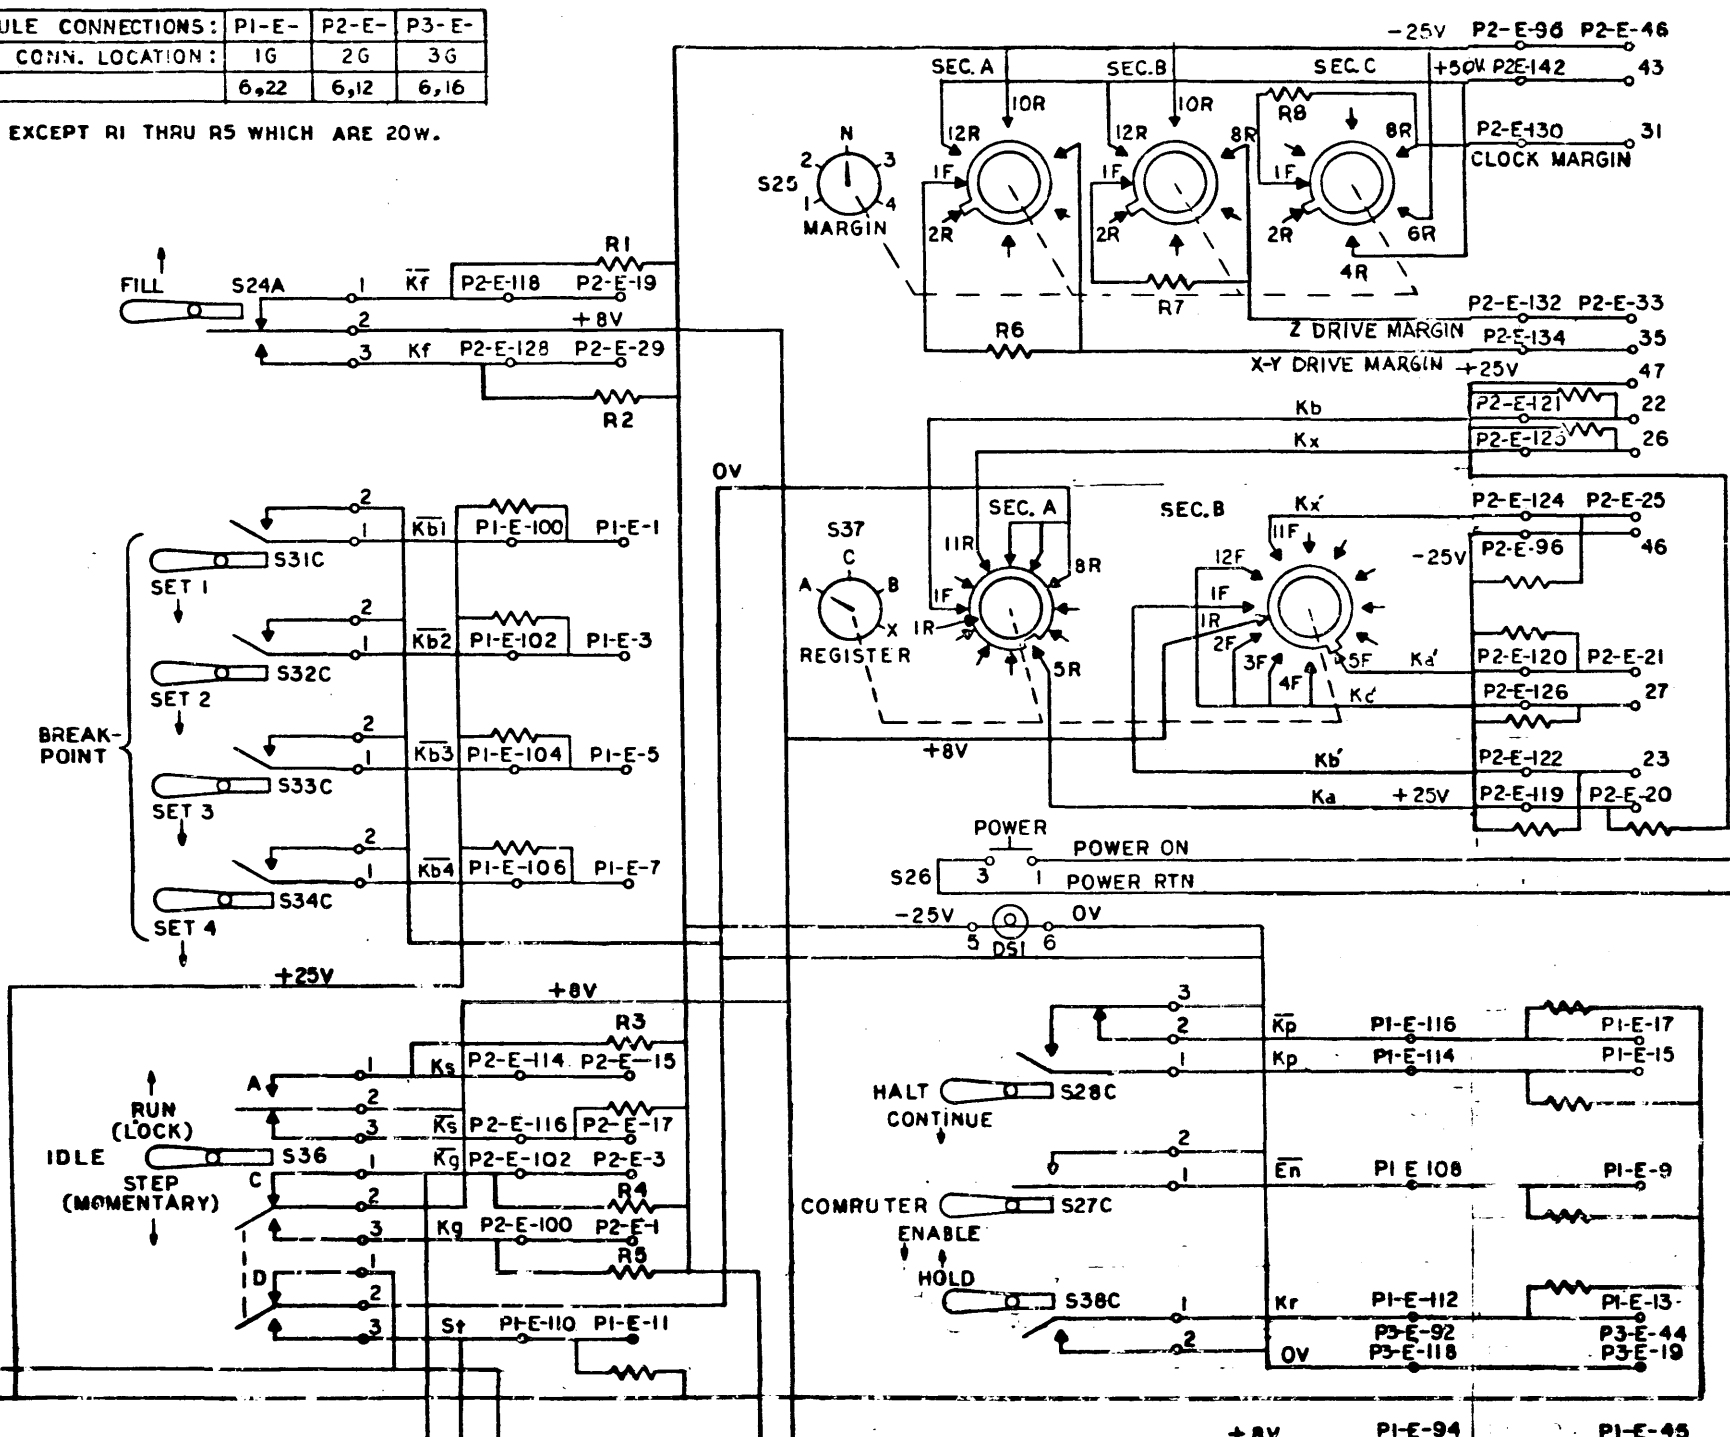 ULE CONNECTIONS: P1-E- P2-E- P3-E-
CONN. LOCATION: 1G 2G 3G
6,22 6,12 6,16
EXCEPT R1 THRU R5 WHICH ARE 20W.
-25V P2-E-96 P2-E-46
SEC. A SEC.B SEC. C +50V P2E-142 43
10R 10R R8
12R 12R 8R 8R P2-E-130 31
CLOCK MARGIN
N
2 3
S25 1F 1F 1F
1 4
MARGIN 2R 2R 2R 6R
4R
R1
FILL S24A 1 Kf P2-E-118 P2-E-19
2 +8V
3 Kf P2-E-128 P2-E-29
R2
R7
P2-E-132 P2-E-33
Z DRIVE MARGIN
R6 P2-E-134 35
X-Y DRIVE MARGIN +25V 47
Kb P2-E-121 22
Kx P2-E-123 26
0V
SEC. A SEC.B Kx' P2-E-124 P2-E-25
S37 11R 11F
-25V P2-E-96 46
C
A B 8R 12F
1F 1F
X 1R 1R
REGISTER 2F
3F 5F Ka' P2-E-120 P2-E-21
5R 4F Kc' P2-E-126 27
+8V
Kb' P2-E-122 23
Ka +25V P2-E-119 P2-E-20
BREAK-
POINT
2
1 Kb1 P1-E-100 P1-E-1
S31C
SET 1
2
1 Kb2 P1-E-102 P1-E-3
S32C
SET 2
2
1 Kb3 P1-E-104 P1-E-5
S33C
SET 3
2
1 Kb4 P1-E-106 P1-E-7
S34C
SET 4
+25V
+8V
POWER
POWER ON
S26 3 1 POWER RTN
-25V 0V
5 DS1 6
R3
A 1 Ks P2-E-114 P2-E-15
RUN 2
(LOCK) 3 Ks P2-E-116 P2-E-17
IDLE S36
C 1 Kg P2-E-102 P2-E-3
STEP
(MOMENTARY)
2 R4
3 Kg P2-E-100 P2-E-1
R5
D 1
2
3 St P1-E-110 P1-E-11
3
2 Kp P1-E-116 P1-E-17
1 Kp P1-E-114 P1-E-15
HALT S28C
CONTINUE
2
1 En P1 E 108 P1-E-9
COMPUTER S27C
ENABLE
HOLD
S38C 1 Kr P1-E-112 P1-E-13
2 P3-E-92 P3-E-44
0V P3-E-118 P3-E-19
+8V P1-E-94 P1-E-45